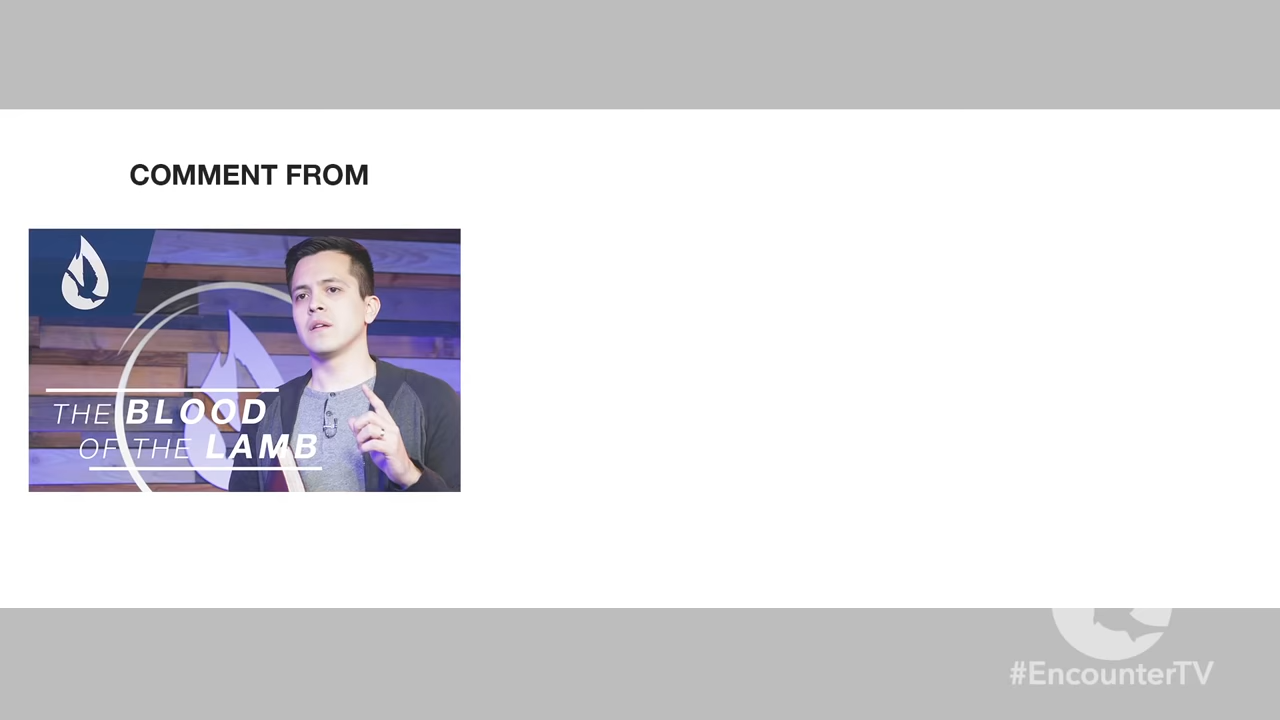 COMMENT FROM
THE BLOOD
OF THE LAMB
#EncounterTV